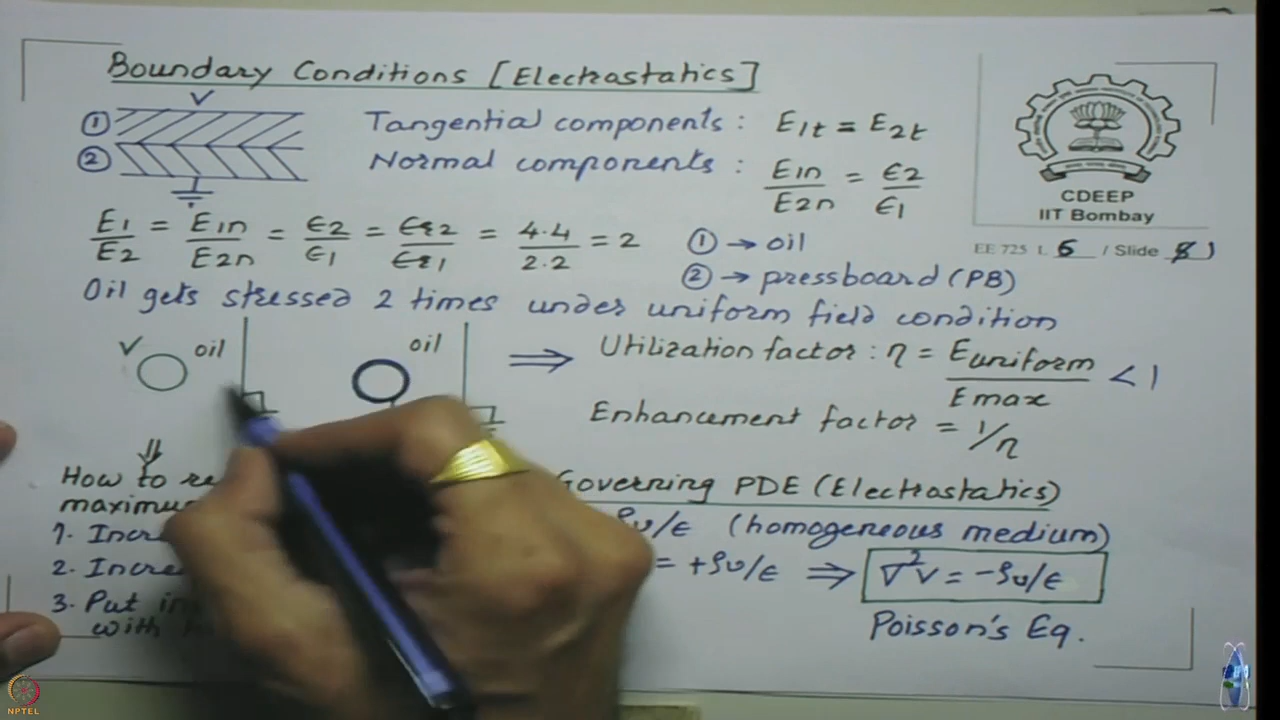 Boundary Conditions [Electrostatics]
V
① Tangential components : E1t = E2t
② Normal components : E1n/E2n = ϵ2/ϵ1
E1/E2 = E1n/E2n = ϵ2/ϵ1 = ϵr2/ϵr1 = 4.4/2.2 = 2
① → oil
② → pressboard (PB)
Oil gets stressed 2 times under uniform field condition
V oil
oil
⇒ Utilization factor : η = Euniform/Emax < 1
Enhancement factor = 1/η
⇓
How to
maximu
1.
2.
3. Put
with
Governing PDE (Electrostatics)
ρv/ϵ (homogeneous medium)
= +ρv/ϵ ⇒ ∇²V = -ρv/ϵ
Poisson's Eq.
CDEEP
IIT Bombay
EE 725 L 6 / Slide
NPTEL